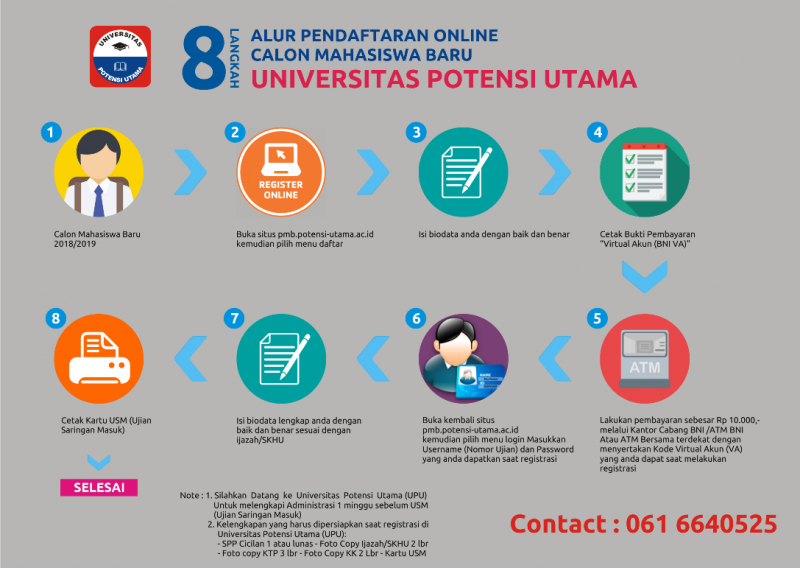 UNIVERSITAS
POTENSI UTAMA
8
LANGKAH
ALUR PENDAFTARAN ONLINE
CALON MAHASISWA BARU
UNIVERSITAS POTENSI UTAMA
1
Calon Mahasiswa Baru
2018/2019
2
REGISTER
ONLINE
Buka situs pmb.potensi-utama.ac.id
kemudian pilih menu daftar
3
Isi biodata anda dengan baik dan benar
4
Cetak Bukti Pembayaran
"Virtual Akun (BNI VA)"
5
ATM
Lakukan pembayaran sebesar Rp 10.000,-
melalui Kantor Cabang BNI /ATM BNI
Atau ATM Bersama terdekat dengan
menyertakan Kode Virtual Akun (VA)
yang anda dapat saat melakukan
registrasi
6
NAME
Buka kembali situs
pmb.potensi-utama.ac.id
kemudian pilih menu login Masukkan
Username (Nomor Ujian) dan Password
yang anda dapatkan saat registrasi
7
Isi biodata lengkap anda dengan
baik dan benar sesuai dengan
ijazah/SKHU
8
Cetak Kartu USM (Ujian
Saringan Masuk)
SELESAI
Note : 1. Silahkan Datang ke Universitas Potensi Utama (UPU)
Untuk melengkapi Administrasi 1 minggu sebelum USM
(Ujian Saringan Masuk)
2. Kelengkapan yang harus dipersiapkan saat registrasi di
Universitas Potensi Utama (UPU):
- SPP Cicilan 1 atau lunas - Foto Copy Ijazah/SKHU 2 lbr
- Foto copy KTP 3 lbr - Foto Copy KK 2 Lbr - Kartu USM
Contact : 061 6640525